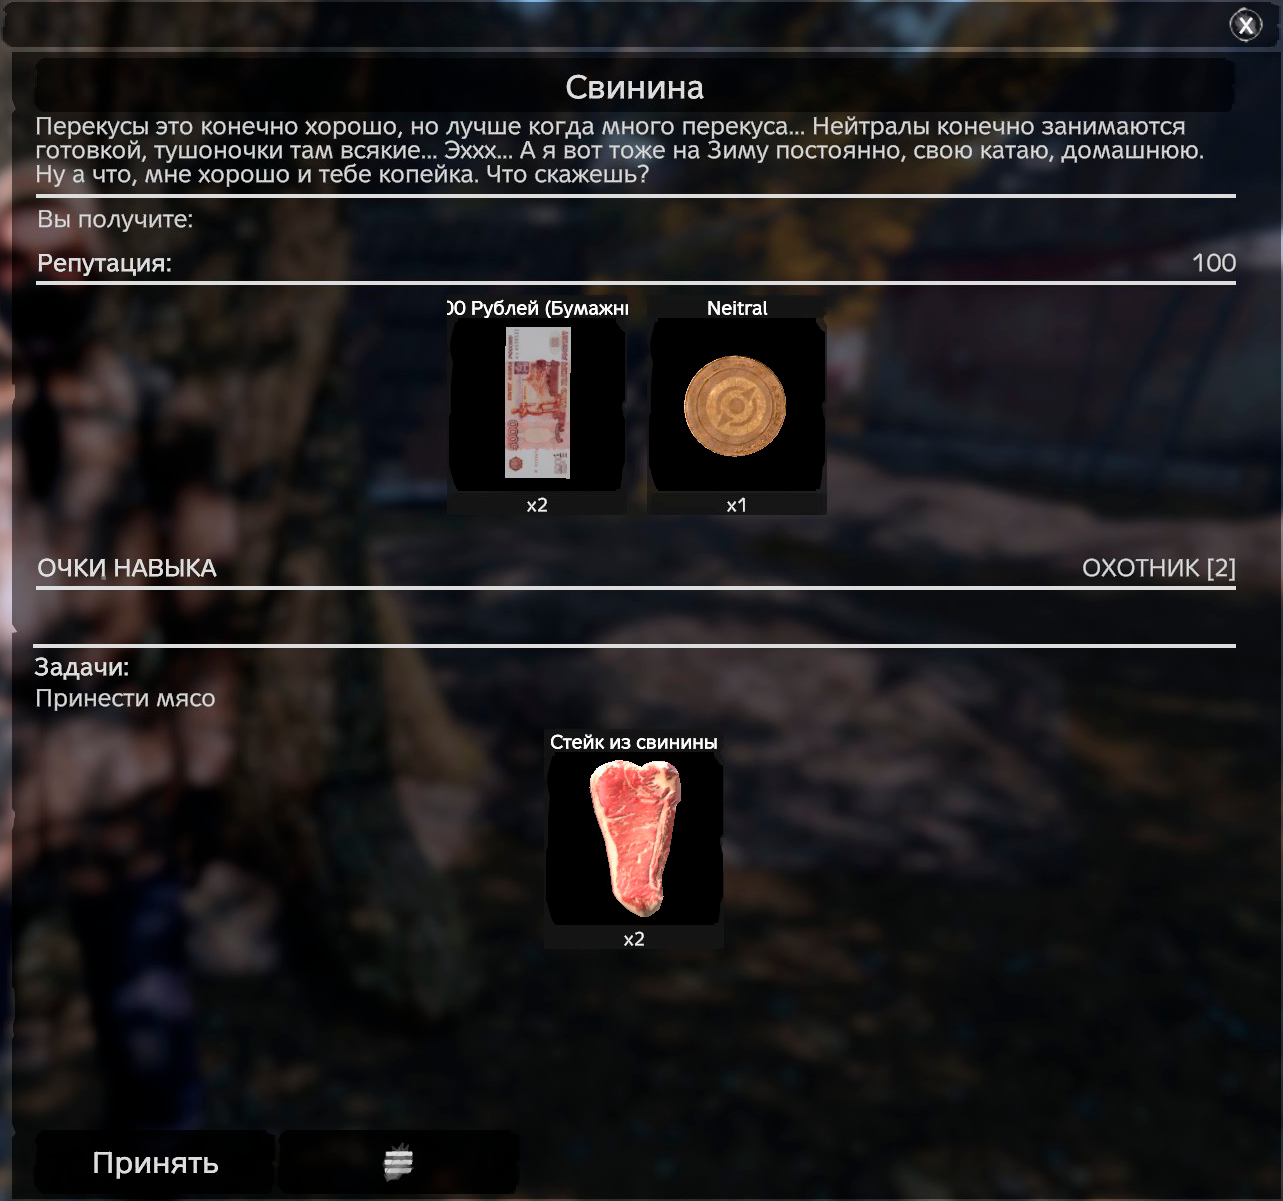 X
Свинина
Перекусы это конечно хорошо, но лучше когда много перекуса... Нейтралы конечно занимаются
готовкой, тушоночки там всякие... Эххх... А я вот тоже на Зиму постоянно, свою катаю, домашнюю.
Ну а что, мне хорошо и тебе копейка. Что скажешь?
Вы получите:
Репутация: 100
00 Рублей (Бумажн Neitral
5000
x2 x1
ОЧКИ НАВЫКА ОХОТНИК [2]
Задачи:
Принести мясо
Стейк из свинины
x2
Принять